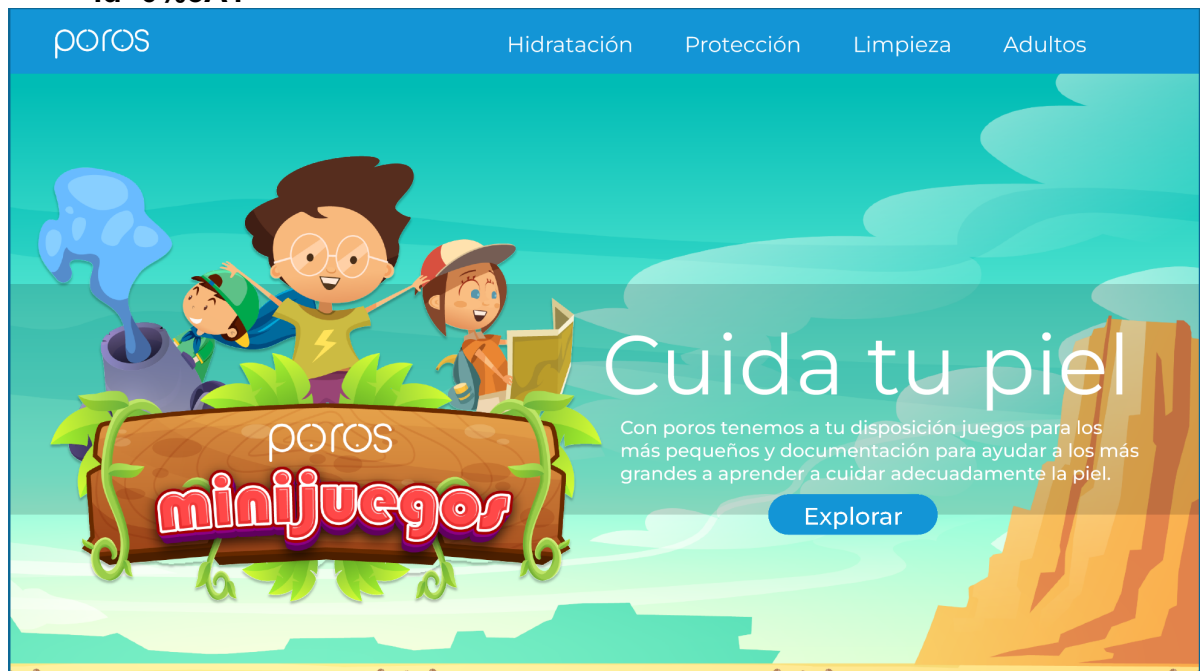 poros
Hidratación Protección Limpieza Adultos
Cuida tu piel
Con poros tenemos a tu disposición juegos para los
más pequeños y documentación para ayudar a los más
grandes a aprender a cuidar adecuadamente la piel.
Explorar
poros
minijuegos